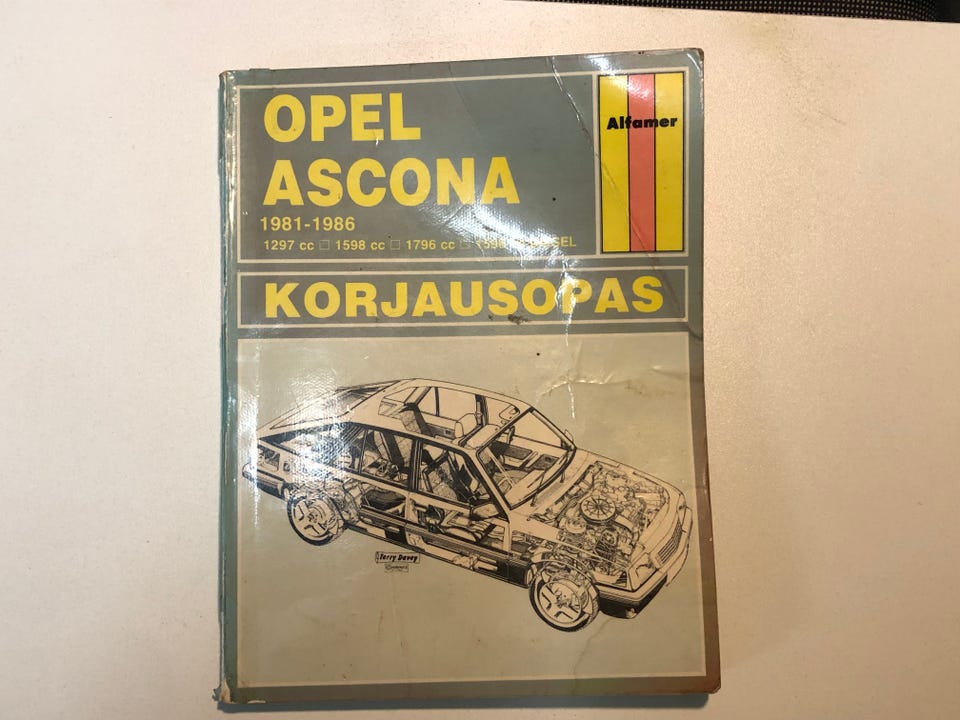 OPEL
ASCONA
1981-1986
1297 cc □ 1598 cc □ 1796 cc □
Alfamer
KORJAUSOPAS
Terry Davey